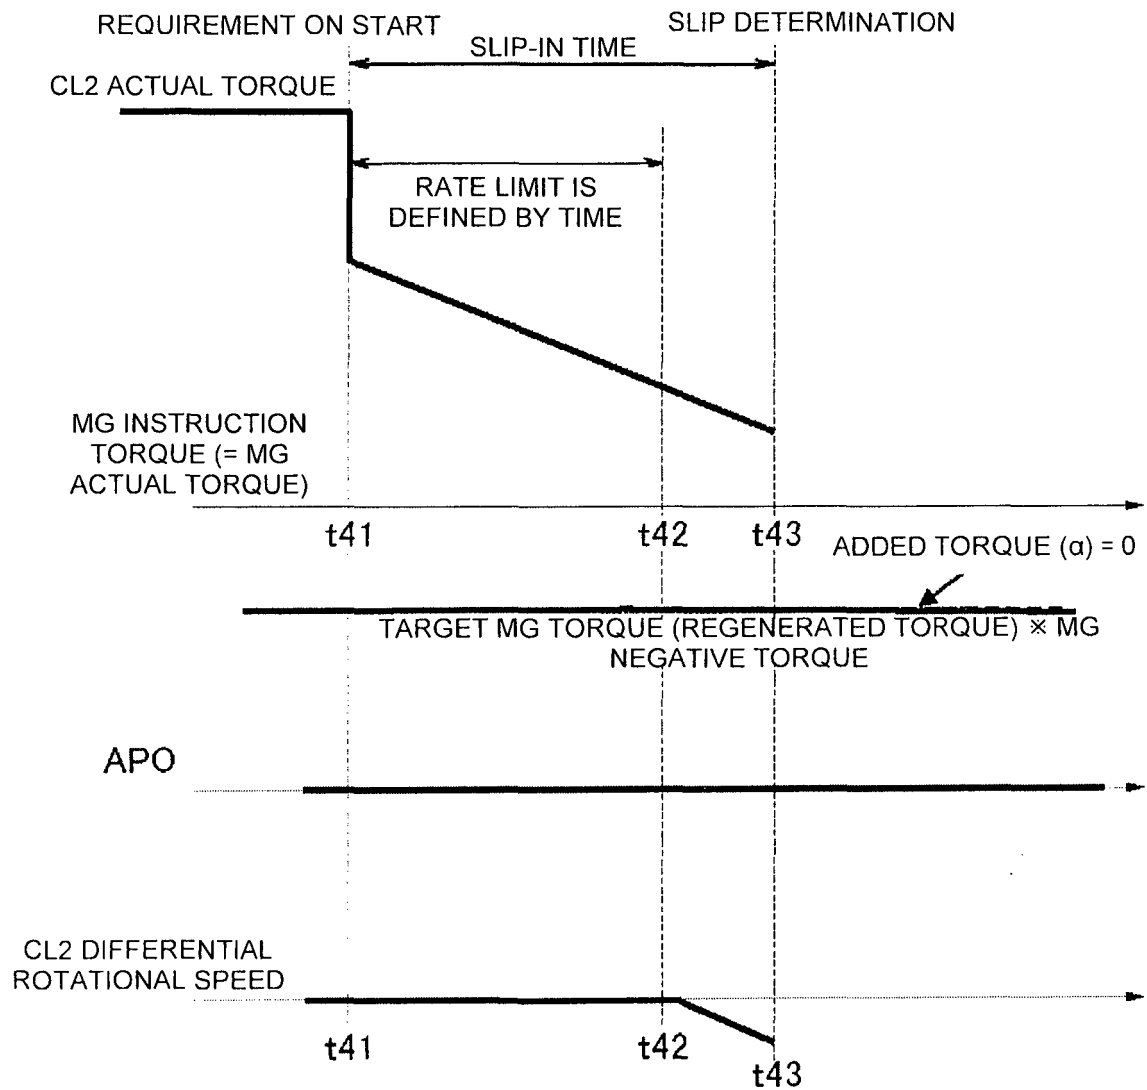 REQUIREMENT ON START
SLIP DETERMINATION
SLIP-IN TIME
CL2 ACTUAL TORQUE
RATE LIMIT IS
DEFINED BY TIME
MG INSTRUCTION
TORQUE (= MG
ACTUAL TORQUE)
t41
t42
t43
ADDED TORQUE (α) = 0
TARGET MG TORQUE (REGENERATED TORQUE) ※ MG
NEGATIVE TORQUE
APO
CL2 DIFFERENTIAL
ROTATIONAL SPEED
t41
t42
t43